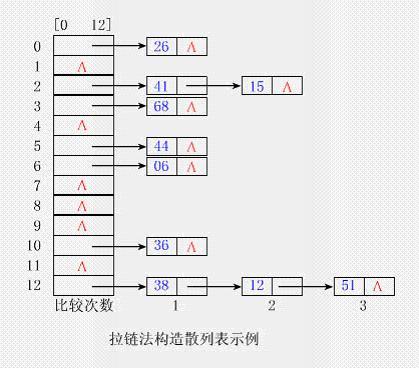 [0 12]
0 26 Λ
1 Λ
2 41 15 Λ
3 68 Λ
4 Λ
5 44 Λ
6 06 Λ
7 Λ
8 Λ
9 Λ
10 36 Λ
11 Λ
12 38 12 51 Λ
比较次数 1 2 3
拉链法构造散列表示例